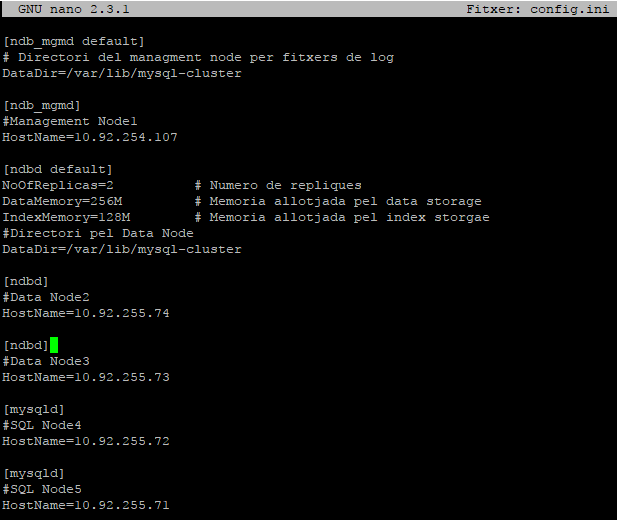 GNU nano 2.3.1 Fitxer: config.ini
[ndb_mgmd default]
# Directori del managment node per fitxers de log
DataDir=/var/lib/mysql-cluster
[ndb_mgmd]
#Management Node1
HostName=10.92.254.107
[ndbd default]
NoOfReplicas=2 # Numero de repliques
DataMemory=256M # Memoria allotjada pel data storage
IndexMemory=128M # Memoria allotjada pel index storgae
#Directori pel Data Node
DataDir=/var/lib/mysql-cluster
[ndbd]
#Data Node2
HostName=10.92.255.74
[ndbd]
#Data Node3
HostName=10.92.255.73
[mysqld]
#SQL Node4
HostName=10.92.255.72
[mysqld]
#SQL Node5
HostName=10.92.255.71